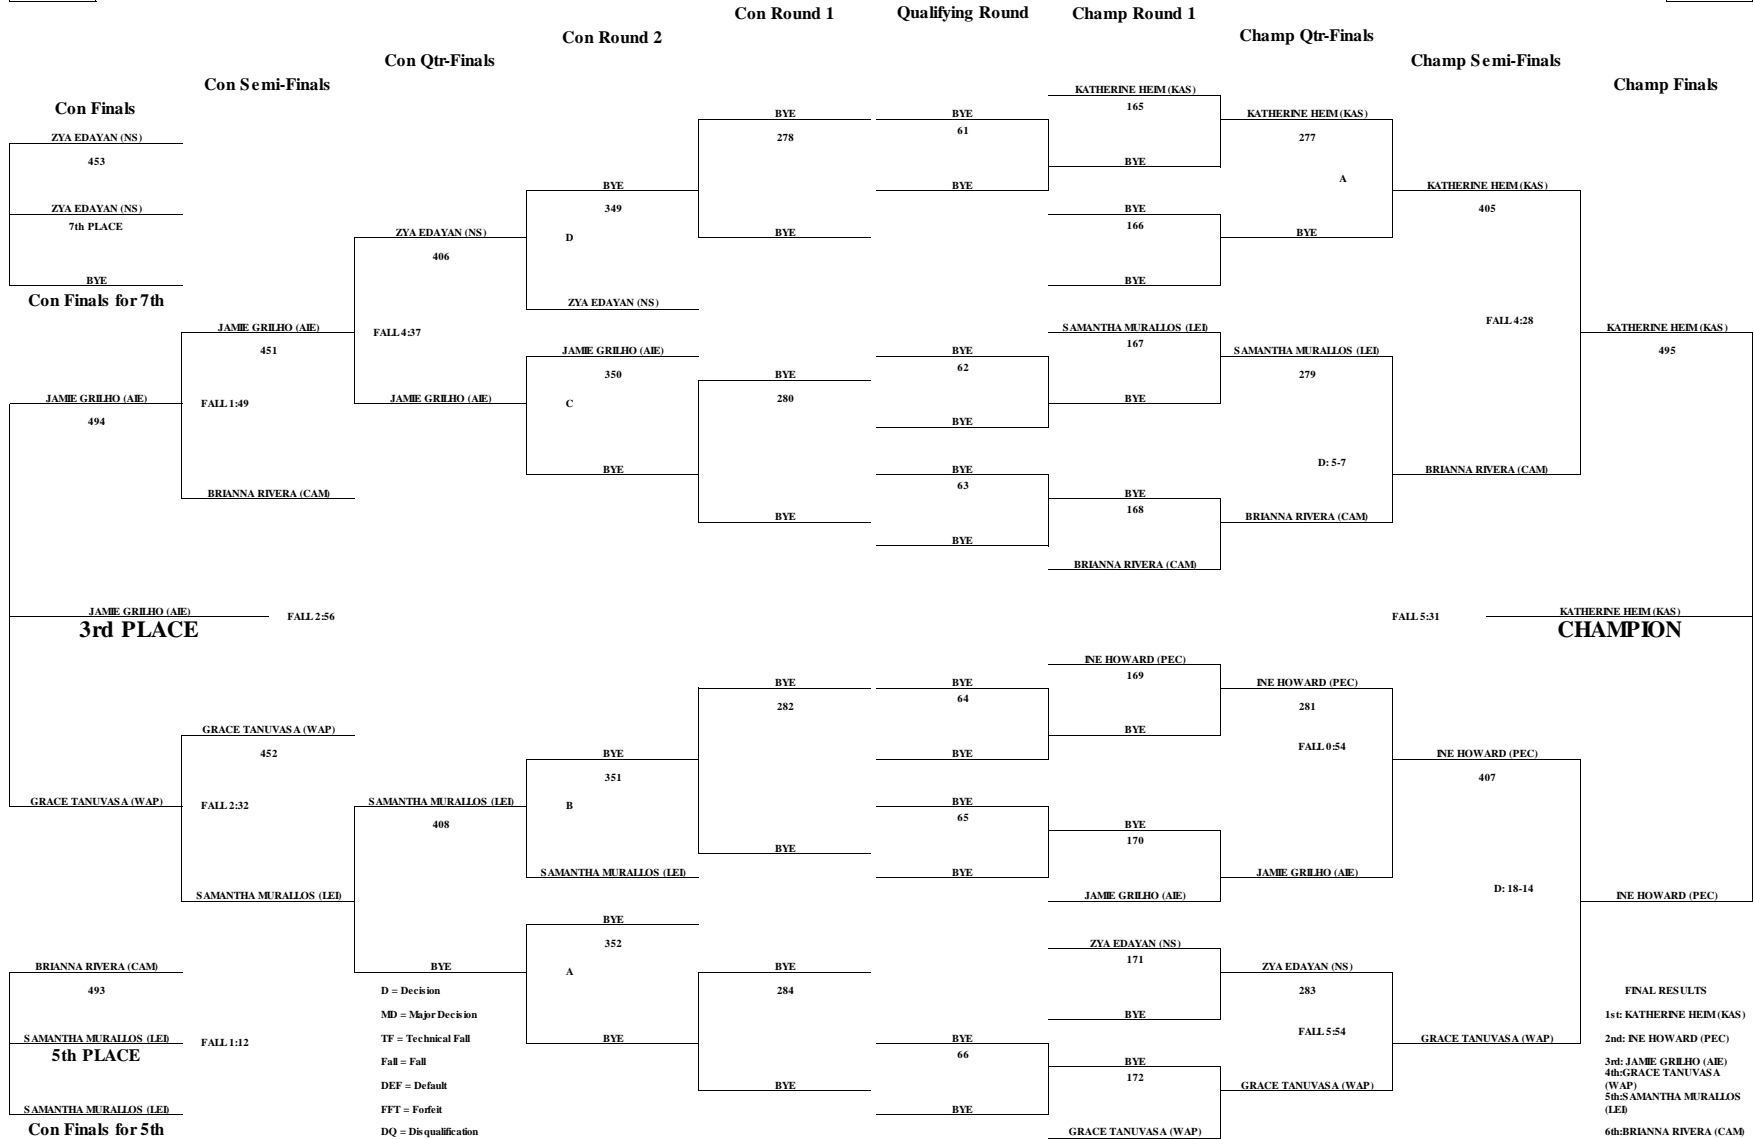 Con Round 1
Qualifying Round
Champ Round 1
Con Round 2
Champ Qtr-Finals
Con Qtr-Finals
Champ Semi-Finals
Con Semi-Finals
Champ Finals
Con Finals
KATHERINE HEIM (KAS)
165
BYE
BYE
KATHERINE HEIM (KAS)
278
61
277
ZYA EDAYAN (NS)
453
BYE
A
BYE
BYE
KATHERINE HEIM (KAS)
349
405
ZYA EDAYAN (NS)
7th PLACE
BYE
166
ZYA EDAYAN (NS)
406
D
BYE
BYE
BYE
BYE
Con Finals for 7th
ZYA EDAYAN (NS)
JAMIE GRILHO (AIE)
451
FALL 4:37
SAMANTHA MURALLOS (LEI)
167
FALL 4:28
KATHERINE HEIM (KAS)
495
JAMIE GRILHO (AIE)
350
BYE
62
SAMANTHA MURALLOS (LEI)
279
BYE
280
JAMIE GRILHO (AIE)
494
FALL 1:49
JAMIE GRILHO (AIE)
C
BYE
BYE
D: 5-7
BYE
BYE
63
BRIANNA RIVERA (CAM)
BRIANNA RIVERA (CAM)
BYE
168
BYE
BRIANNA RIVERA (CAM)
BYE
BRIANNA RIVERA (CAM)
JAMIE GRILHO (AIE)
3rd PLACE
FALL 2:56
FALL 5:31
KATHERINE HEIM (KAS)
CHAMPION
INE HOWARD (PEC)
169
BYE
282
BYE
64
INE HOWARD (PEC)
281
GRACE TANUVASA (WAP)
452
BYE
FALL 0:54
BYE
351
BYE
INE HOWARD (PEC)
407
GRACE TANUVASA (WAP)
FALL 2:32
SAMANTHA MURALLOS (LEI)
408
B
BYE
65
BYE
170
BYE
SAMANTHA MURALLOS (LEI)
BYE
JAMIE GRILHO (AIE)
D: 18-14
SAMANTHA MURALLOS (LEI)
JAMIE GRILHO (AIE)
INE HOWARD (PEC)
BYE
352
ZYA EDAYAN (NS)
171
BRIANNA RIVERA (CAM)
493
BYE
A
BYE
284
ZYA EDAYAN (NS)
283
D = Decision
FINAL RESULTS
MD = Major Decision
BYE
1st: KATHERINE HEIM (KAS)
SAMANTHA MURALLOS (LEI)
5th PLACE
FALL 1:12
TF = Technical Fall
BYE
BYE
66
FALL 5:54
GRACE TANUVASA (WAP)
2nd: INE HOWARD (PEC)
Fall = Fall
BYE
172
3rd: JAMIE GRILHO (AIE)
4th:GRACE TANUVASA
(WAP)
DEF = Default
BYE
GRACE TANUVASA (WAP)
5th:SAMANTHA MURALLOS
(LEI)
SAMANTHA MURALLOS (LEI)
Con Finals for 5th
FFT = Forfeit
BYE
DQ = Disqualification
GRACE TANUVASA (WAP)
6th:BRIANNA RIVERA (CAM)